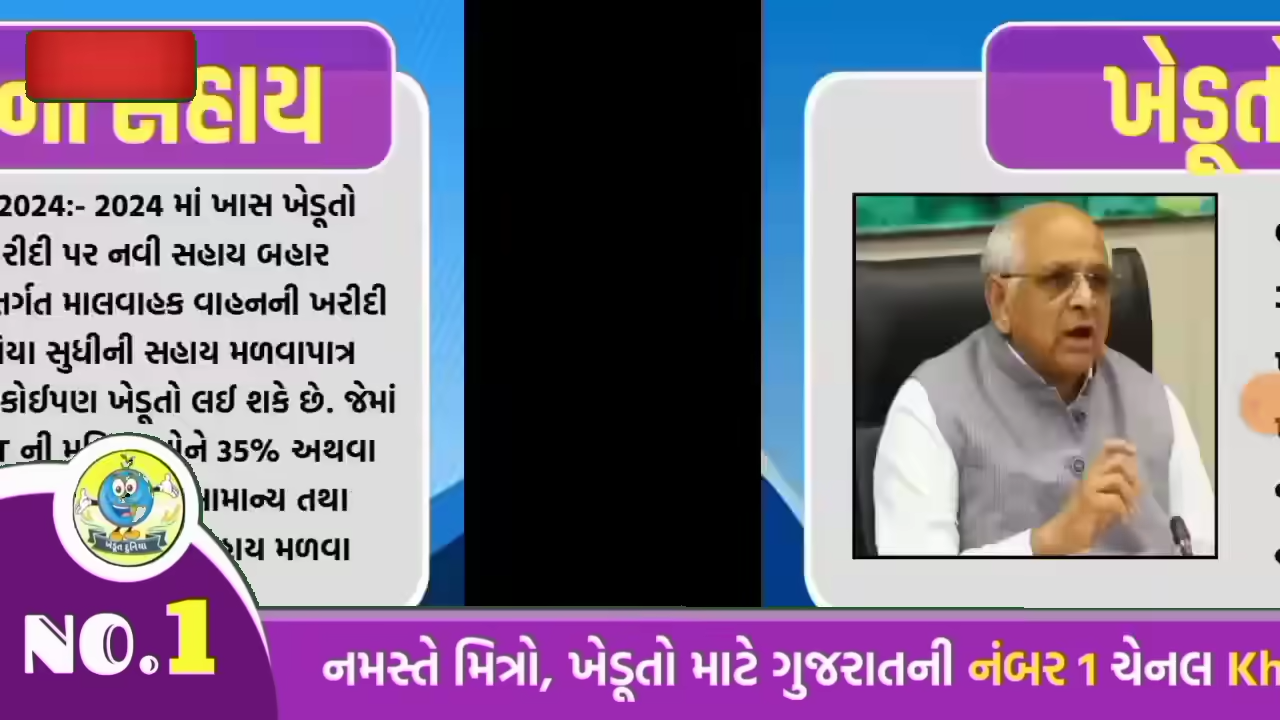 સહાય
2024:- 2024 માં ખાસ ખેડૂતો
રીદી પર નવી સહાય બહાર
તર્ગત માલવાહક વાહનની ખરીદી
યા સુધીની સહાય મળવાપાત્ર
કોઈપણ ખેડૂતો લઈ શકે છે. જેમાં
ની
ોને 35% અથવા
ામાન્ય તથા
હાય મળવા
ખેડૂત
ખેડૂત દુનિયા
NO.1
નમસ્તે મિત્રો, ખેડૂતો માટે ગુજરાતની નંબર 1 ચેનલ Kh